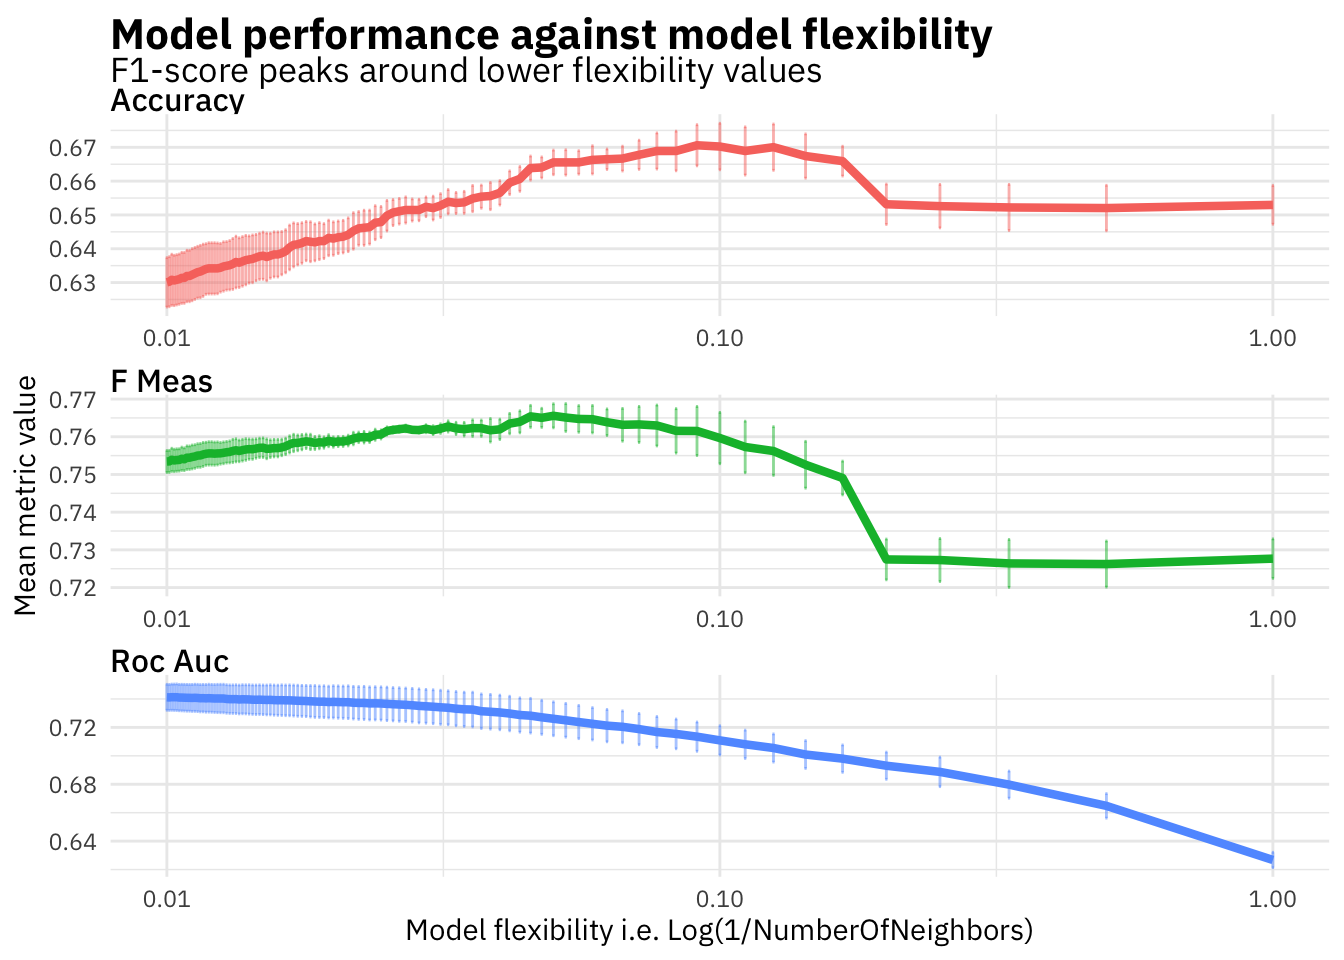 Model performance against model flexibility
F1-score peaks around lower flexibility values
Accuracy
0.67
0.66
0.65
0.64
0.63
0.01 0.10 1.00
F Meas
0.77
0.76
0.75
0.74
0.73
0.72
0.01 0.10 1.00
Mean metric value
Roc Auc
0.72
0.68
0.64
0.01 0.10 1.00
Model flexibility i.e. Log(1/NumberOfNeighbors)